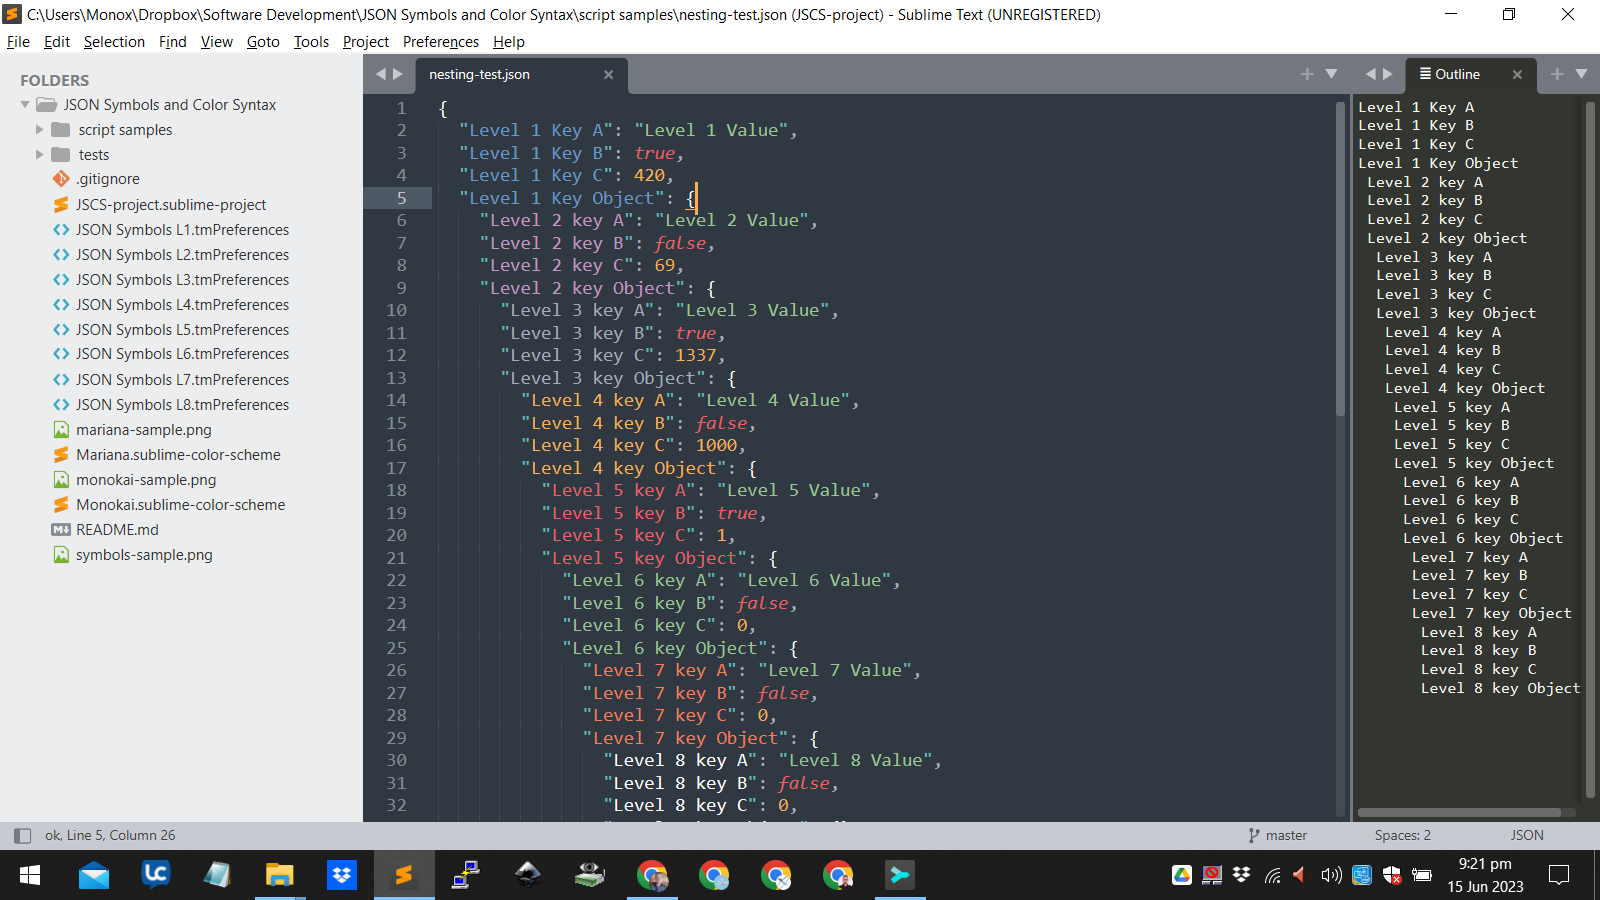 C:\Users\Monox\Dropbox\Software Development\JSON Symbols and Color Syntax\script samples\nesting-test.json (JSCS-project) - Sublime Text (UNREGISTERED)
File Edit Selection Find View Goto Tools Project Preferences Help
FOLDERS
JSON Symbols and Color Syntax
script samples
tests
.gitignore
JSCS-project.sublime-project
JSON Symbols L1.tmPreferences
JSON Symbols L2.tmPreferences
JSON Symbols L3.tmPreferences
JSON Symbols L4.tmPreferences
JSON Symbols L5.tmPreferences
JSON Symbols L6.tmPreferences
JSON Symbols L7.tmPreferences
JSON Symbols L8.tmPreferences
mariana-sample.png
Mariana.sublime-color-scheme
monokai-sample.png
Monokai.sublime-color-scheme
README.md
symbols-sample.png
nesting-test.json
1 {
2 "Level 1 Key A": "Level 1 Value",
3 "Level 1 Key B": true,
4 "Level 1 Key C": 420,
5 "Level 1 Key Object": {
6 "Level 2 key A": "Level 2 Value",
7 "Level 2 key B": false,
8 "Level 2 key C": 69,
9 "Level 2 key Object": {
10 "Level 3 key A": "Level 3 Value",
11 "Level 3 key B": true,
12 "Level 3 key C": 1337,
13 "Level 3 key Object": {
14 "Level 4 key A": "Level 4 Value",
15 "Level 4 key B": false,
16 "Level 4 key C": 1000,
17 "Level 4 key Object": {
18 "Level 5 key A": "Level 5 Value",
19 "Level 5 key B": true,
20 "Level 5 key C": 1,
21 "Level 5 key Object": {
22 "Level 6 key A": "Level 6 Value",
23 "Level 6 key B": false,
24 "Level 6 key C": 0,
25 "Level 6 key Object": {
26 "Level 7 key A": "Level 7 Value",
27 "Level 7 key B": false,
28 "Level 7 key C": 0,
29 "Level 7 key Object": {
30 "Level 8 key A": "Level 8 Value",
31 "Level 8 key B": false,
32 "Level 8 key C": 0,
Outline
Level 1 Key A
Level 1 Key B
Level 1 Key C
Level 1 Key Object
Level 2 key A
Level 2 key B
Level 2 key C
Level 2 key Object
Level 3 key A
Level 3 key B
Level 3 key C
Level 3 key Object
Level 4 key A
Level 4 key B
Level 4 key C
Level 4 key Object
Level 5 key A
Level 5 key B
Level 5 key C
Level 5 key Object
Level 6 key A
Level 6 key B
Level 6 key C
Level 6 key Object
Level 7 key A
Level 7 key B
Level 7 key C
Level 7 key Object
Level 8 key A
Level 8 key B
Level 8 key C
Level 8 key Object
ok, Line 5, Column 26
master
Spaces: 2
JSON
9:21 pm
15 Jun 2023